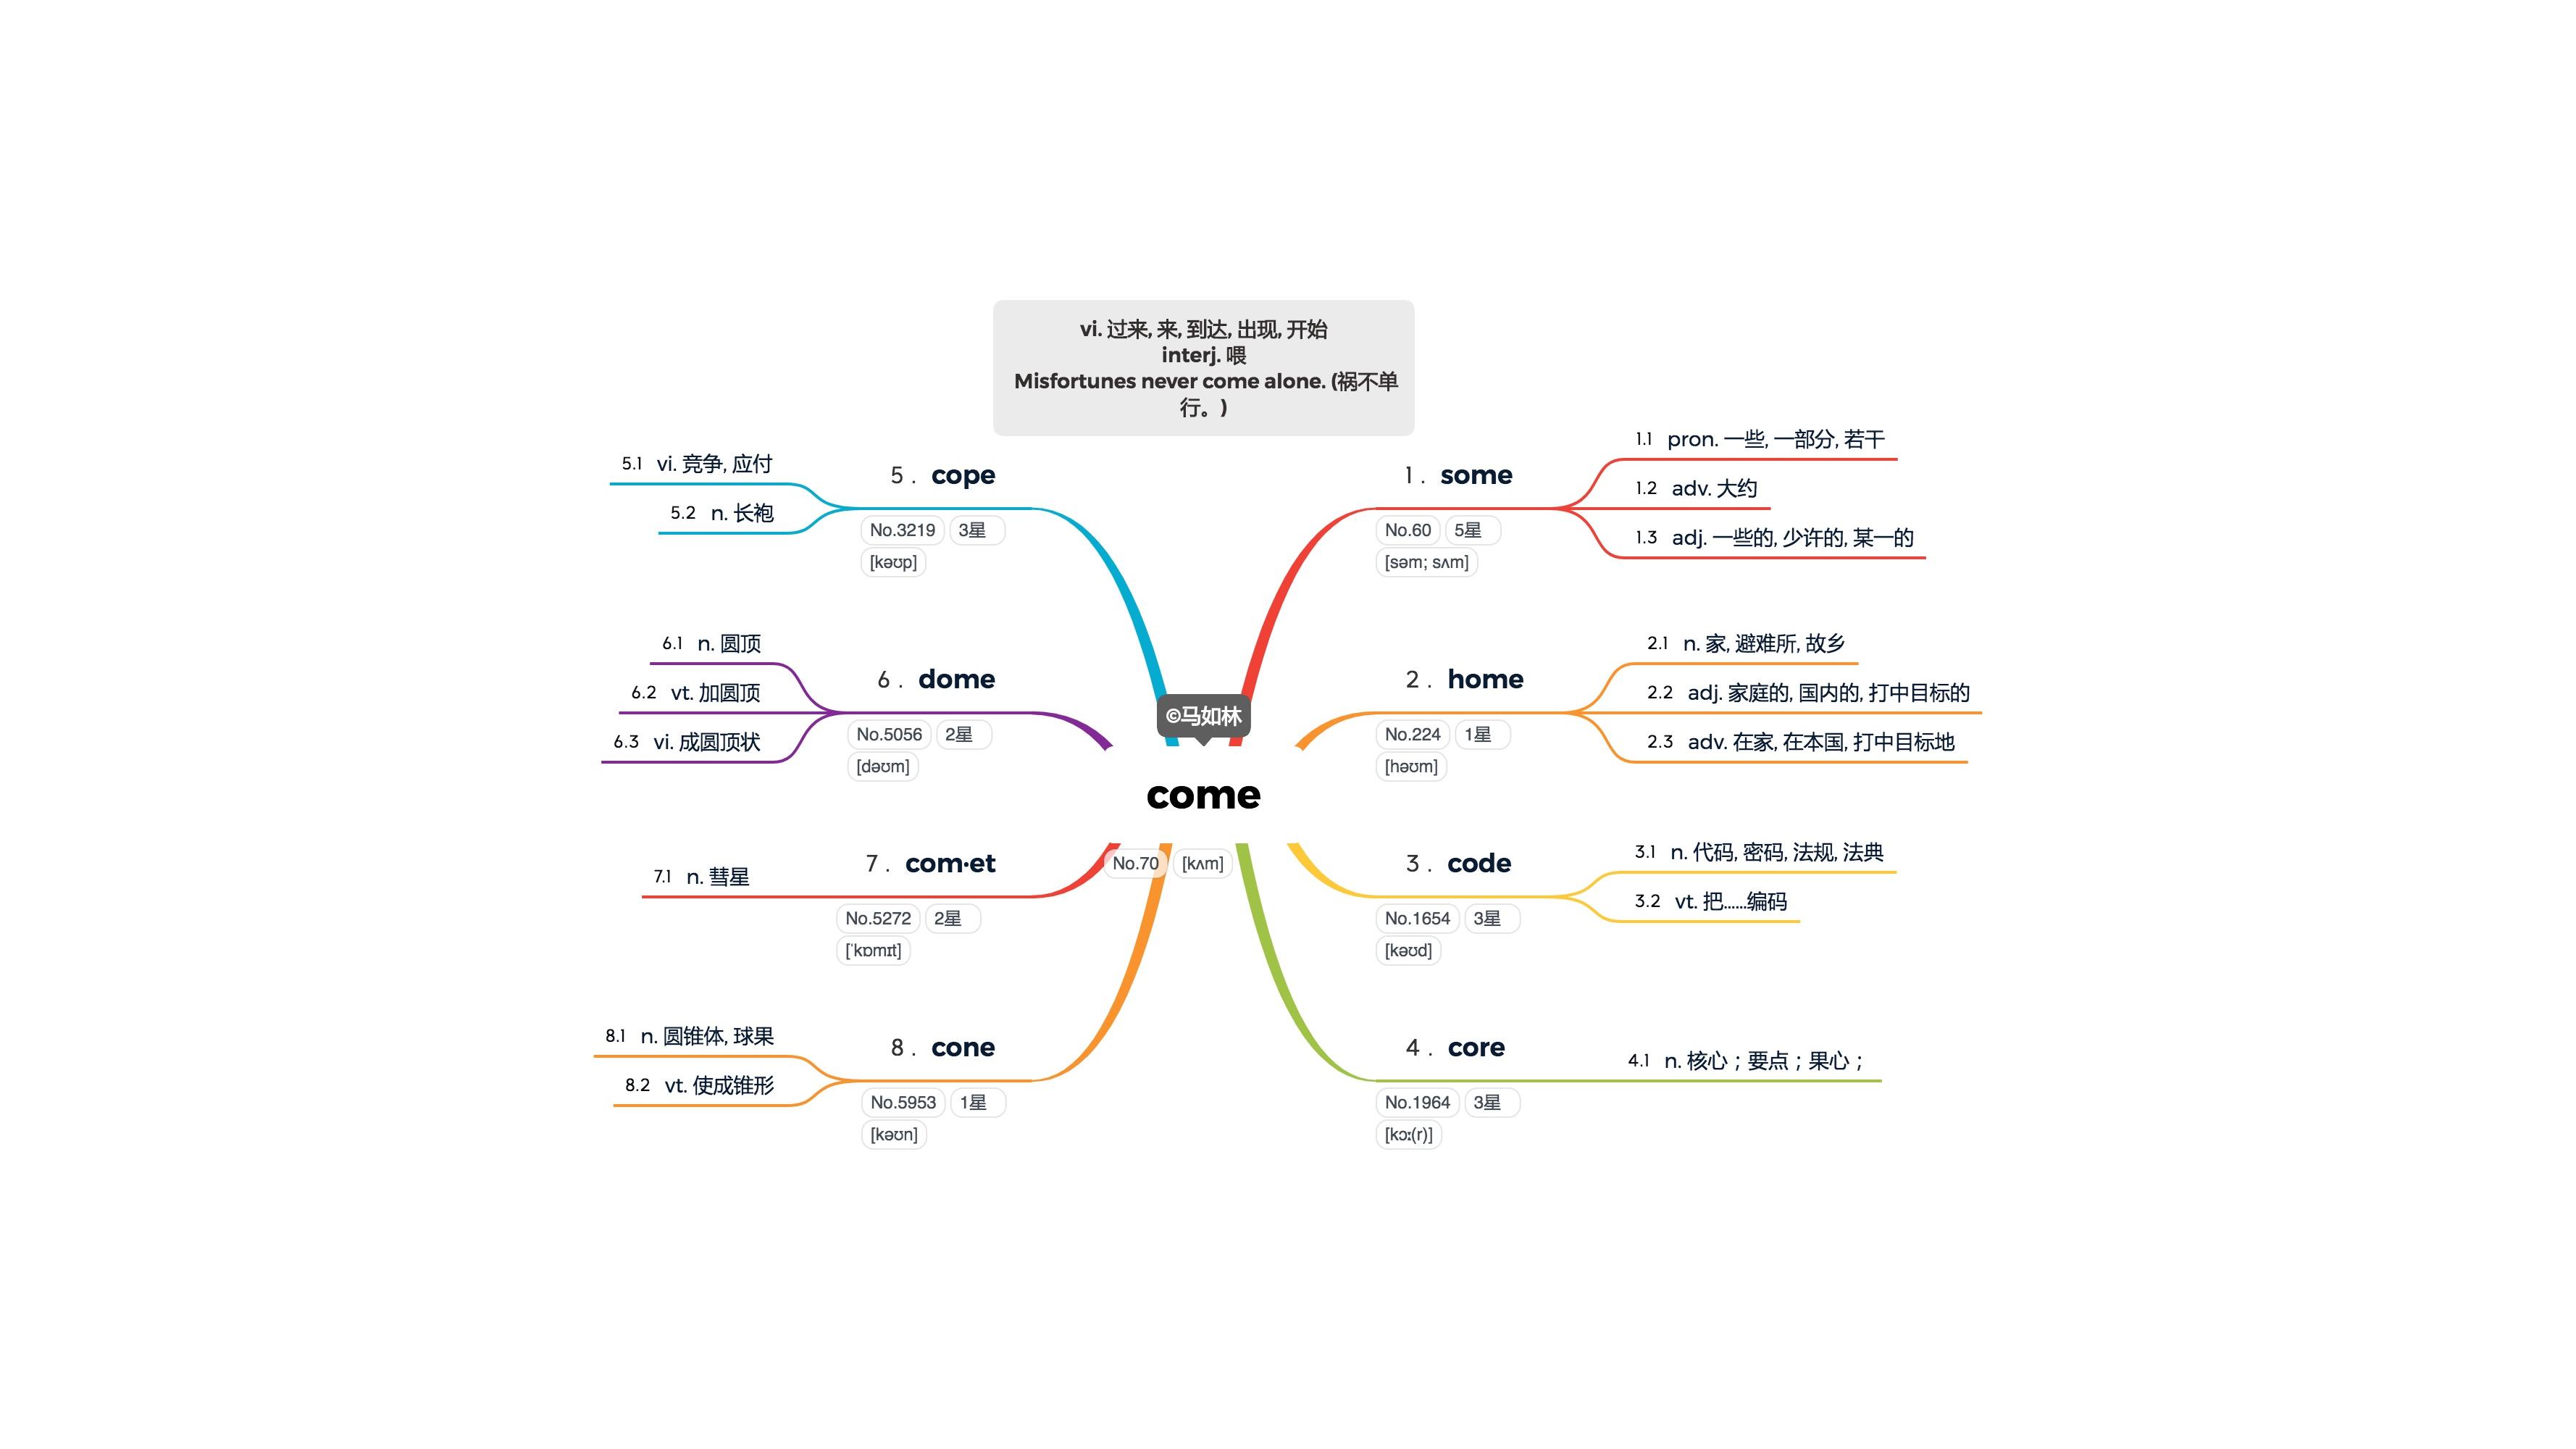 vi. 过来, 来, 到达, 出现, 开始
interj. 喂
Misfortunes never come alone. (祸不单
行。)
©马如林
come
No.70 [kʌm]
1. some
No.60 5星
[səm; sʌm]
1.1 pron. 一些, 一部分, 若干
1.2 adv. 大约
1.3 adj. 一些的, 少许的, 某一的
2. home
No.224 1星
[həʊm]
2.1 n. 家, 避难所, 故乡
2.2 adj. 家庭的, 国内的, 打中目标的
2.3 adv. 在家, 在本国, 打中目标地
3. code
No.1654 3星
[kəʊd]
3.1 n. 代码, 密码, 法规, 法典
3.2 vt. 把......编码
4. core
No.1964 3星
[kɔː(r)]
4.1 n. 核心；要点；果心；
5. cope
No.3219 3星
[kəʊp]
5.1 vi. 竞争, 应付
5.2 n. 长袍
6. dome
No.5056 2星
[dəʊm]
6.1 n. 圆顶
6.2 vt. 加圆顶
6.3 vi. 成圆顶状
7. com·et
No.5272 2星
[ˈkɒmɪt]
7.1 n. 彗星
8. cone
No.5953 1星
[kəʊn]
8.1 n. 圆锥体, 球果
8.2 vt. 使成锥形